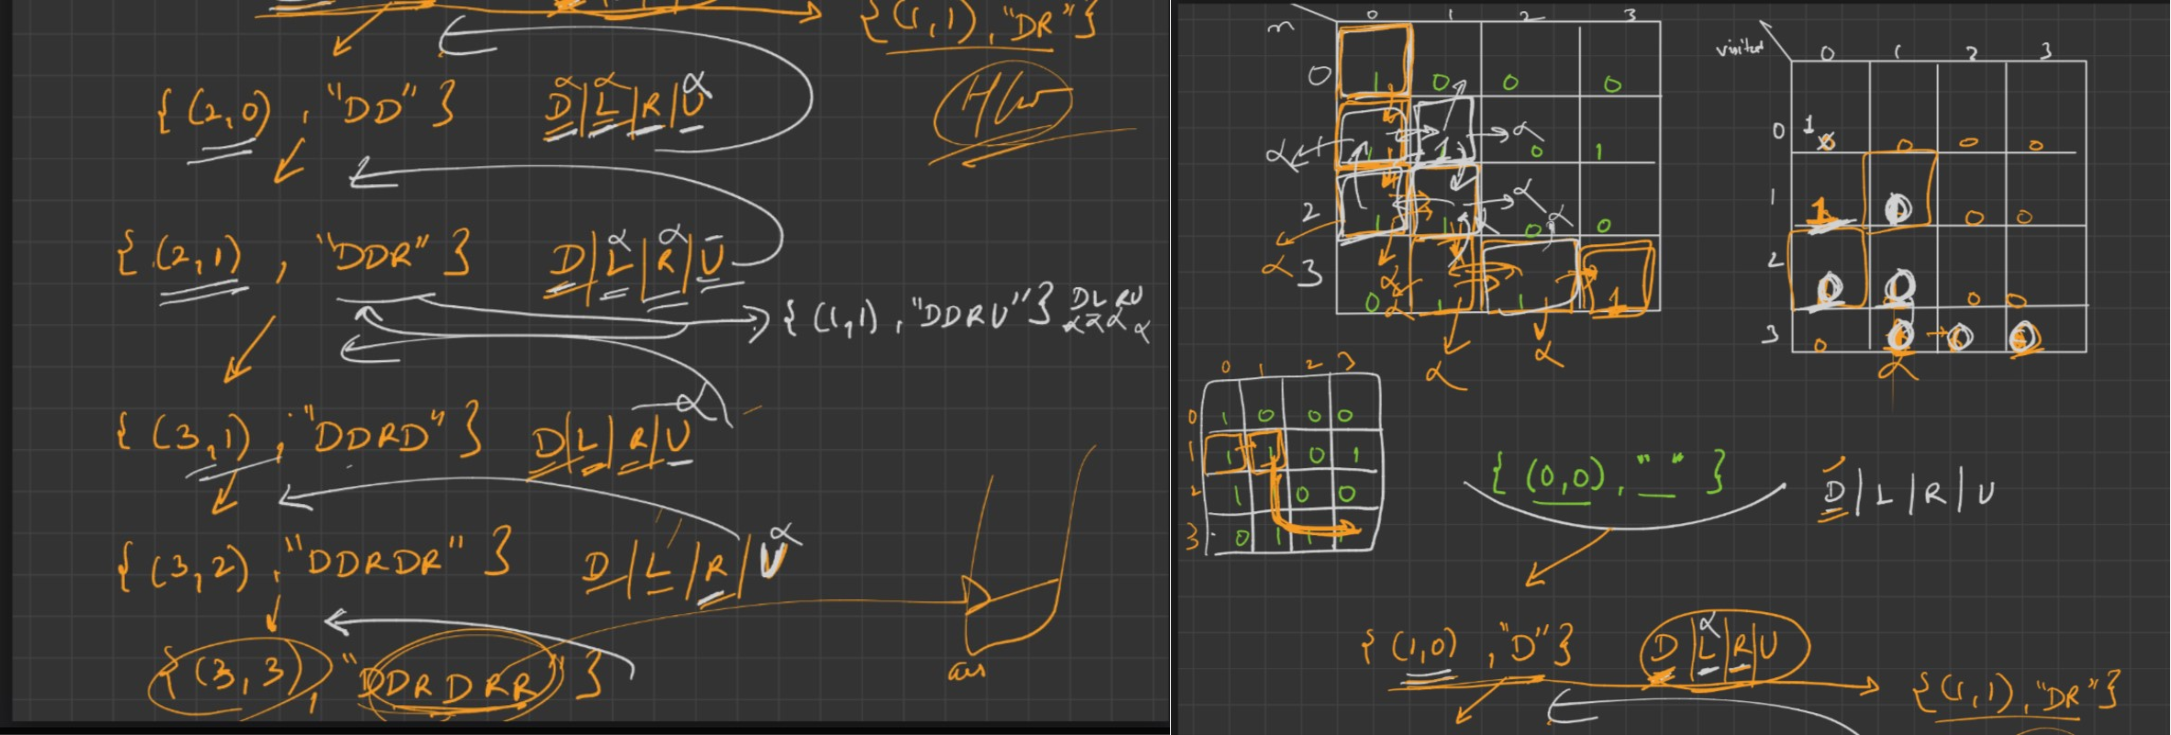 {(1,1), "DR"}
{(2,0), "DD"} D|L|R|U
H/W
{(2,1), "DDR"} D|L|R|U
{(1,1), "DDRU"} DLRU
{(3,1), "DDRD"} D|L|R|U
{(3,2), "DDRDR"} D|L|R|U
{(3,3), "DDRDRR"}
ans
m 0 1 2 3
0 1 0 0 0
1 1 0 1
2 1 1 0 0
3 0 1 1 1
visited 0 1 2 3
0 1 0 0 0
1 1 0 0 0
2 0 0 0 0
3 0 0 0 0
0 1 2 3
0 1 0 0 0
1 1 1 0 1
2 1 0 0
3 0 1 1
{(0,0), " "} D|L|R|U
{(1,0), "D"} D|L|R|U
{(1,1), "DR"}